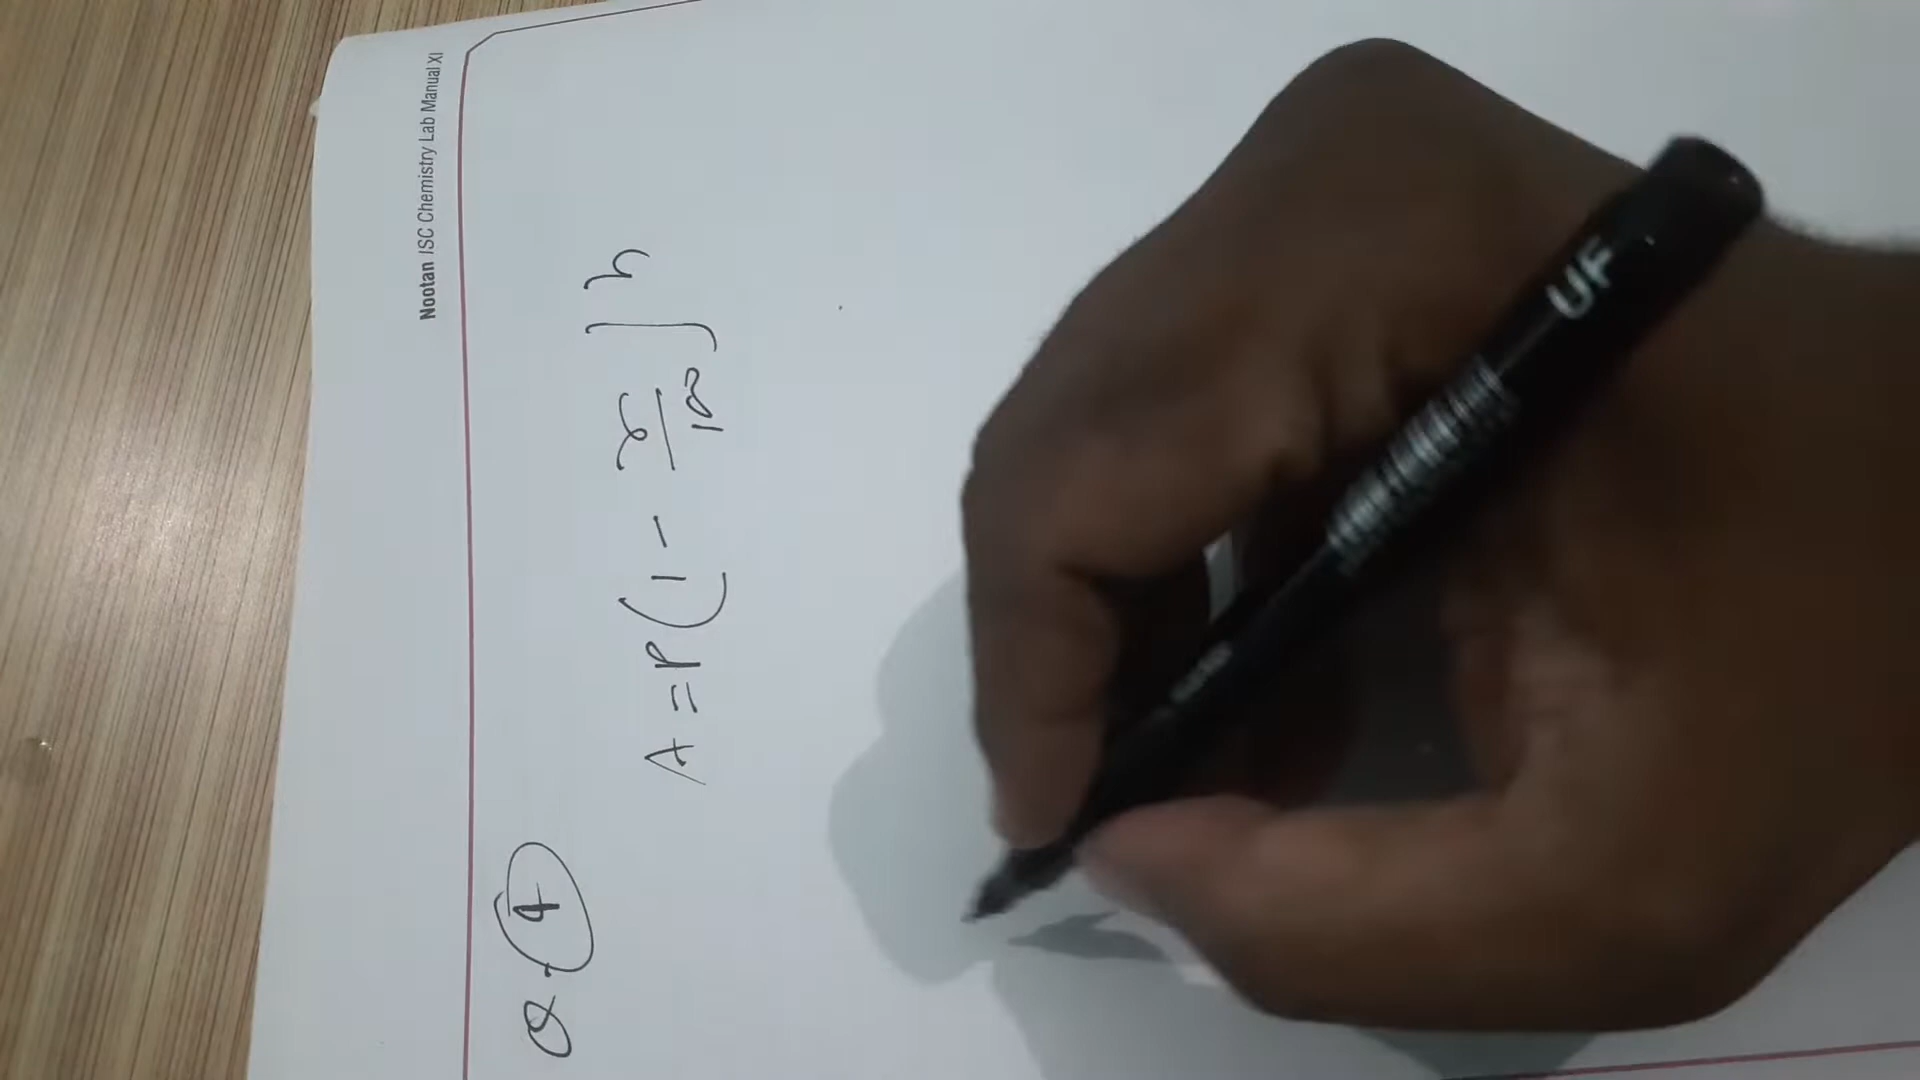 Nootan ISC Chemistry Lab Manual XI
Q.4
A = P(1 - r/100)^n
UF